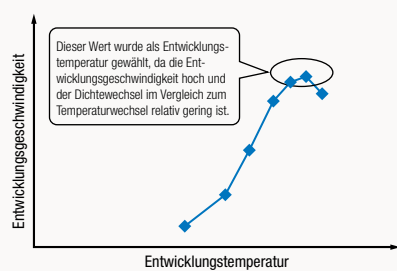 Dieser Wert wurde als Entwicklungs-
temperatur gewählt, da die Ent-
wicklungsgeschwindigkeit hoch und
der Dichtewechsel im Vergleich zum
Temperaturwechsel relativ gering ist.
Entwicklungsgeschwindigkeit
Entwicklungstemperatur